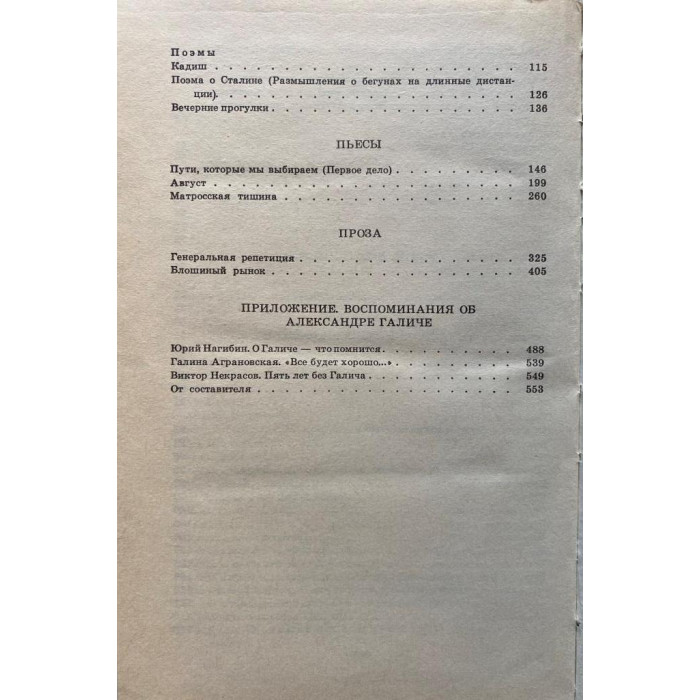 Поэмы
Кадиш . . . . . . . . . . . . . . . . . . 115
Поэма о Сталине (Размышления о бегунах на длинные дистан-
ции). . . . . . . . . . . . . . . . . . 126
Вечерние прогулки . . . . . . . . . . . . . . . 136
ПЬЕСЫ
Пути, которые мы выбираем (Первое дело) . . . . . . . . 146
Август . . . . . . . . . . . . . . . . . . 199
Матросская тишина . . . . . . . . . . . . . . . 260
ПРОЗА
Генеральная репетиция . . . . . . . . . . . . . . 325
Блошиный рынок . . . . . . . . . . . . . . . 405
ПРИЛОЖЕНИЕ. ВОСПОМИНАНИЯ ОБ
АЛЕКСАНДРЕ ГАЛИЧЕ
Юрий Нагибин. О Галиче — что помнится . . . . . . . . . 488
Галина Аграновская. «Все будет хорошо...» . . . . . . . . 539
Виктор Некрасов. Пять лет без Галича . . . . . . . . . . 549
От составителя . . . . . . . . . . . . . . . . 553